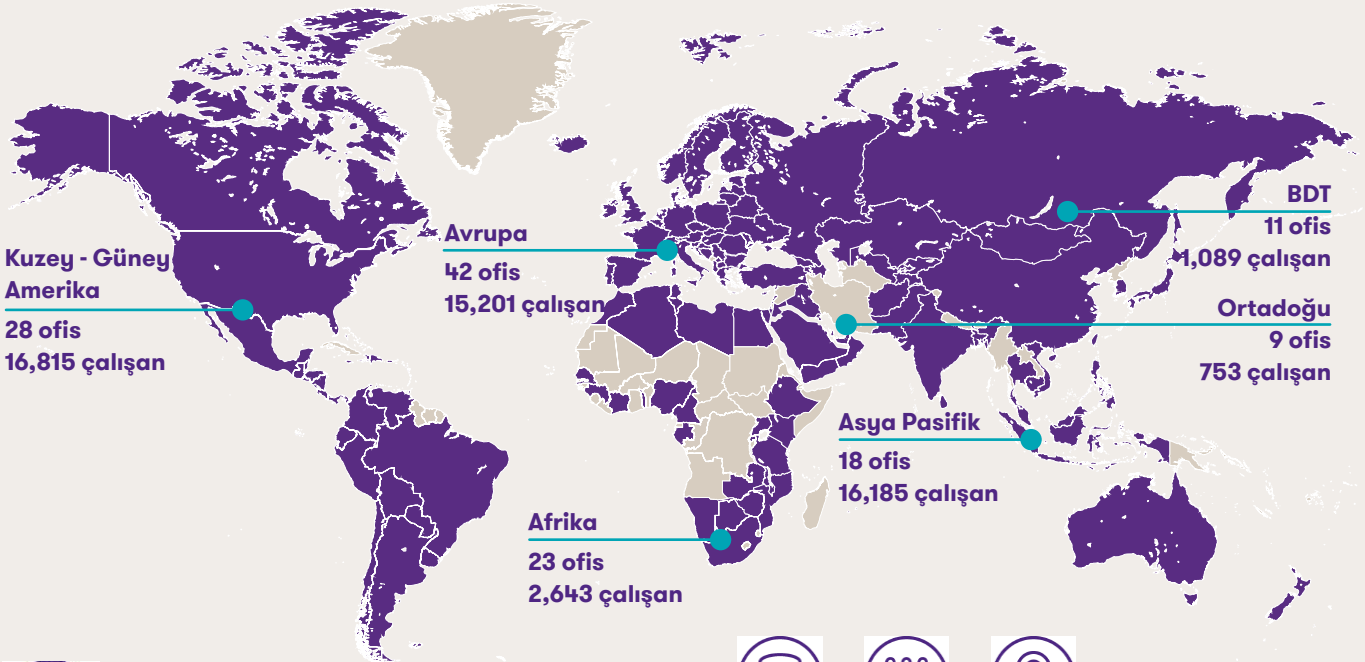 Kuzey - Güney
Amerika
28 ofis
16,815 çalışan
Avrupa
42 ofis
15,201 çalışan
BDT
11 ofis
1,089 çalışan
Ortadoğu
9 ofis
753 çalışan
Asya Pasifik
18 ofis
16,185 çalışan
Afrika
23 ofis
2,643 çalışan